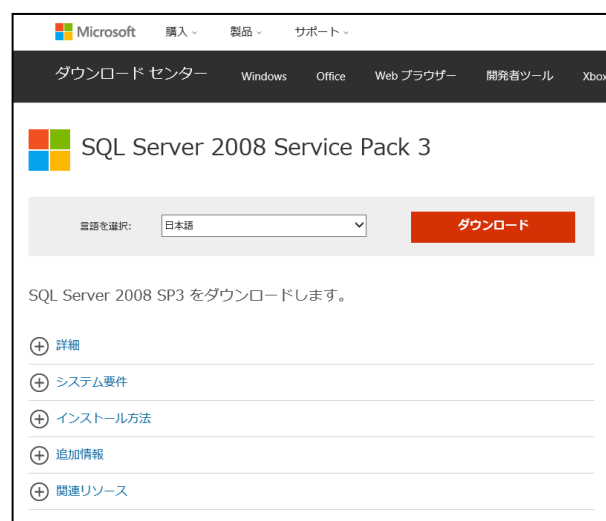 Microsoft 購入 製品 サポート
ダウンロード センター Windows Office Web ブラウザー 開発者ツール Xbox
SQL Server 2008 Service Pack 3
言語を選択: 日本語 ダウンロード
SQL Server 2008 SP3 をダウンロードします。
詳細
システム要件
インストール方法
追加情報
関連リソース